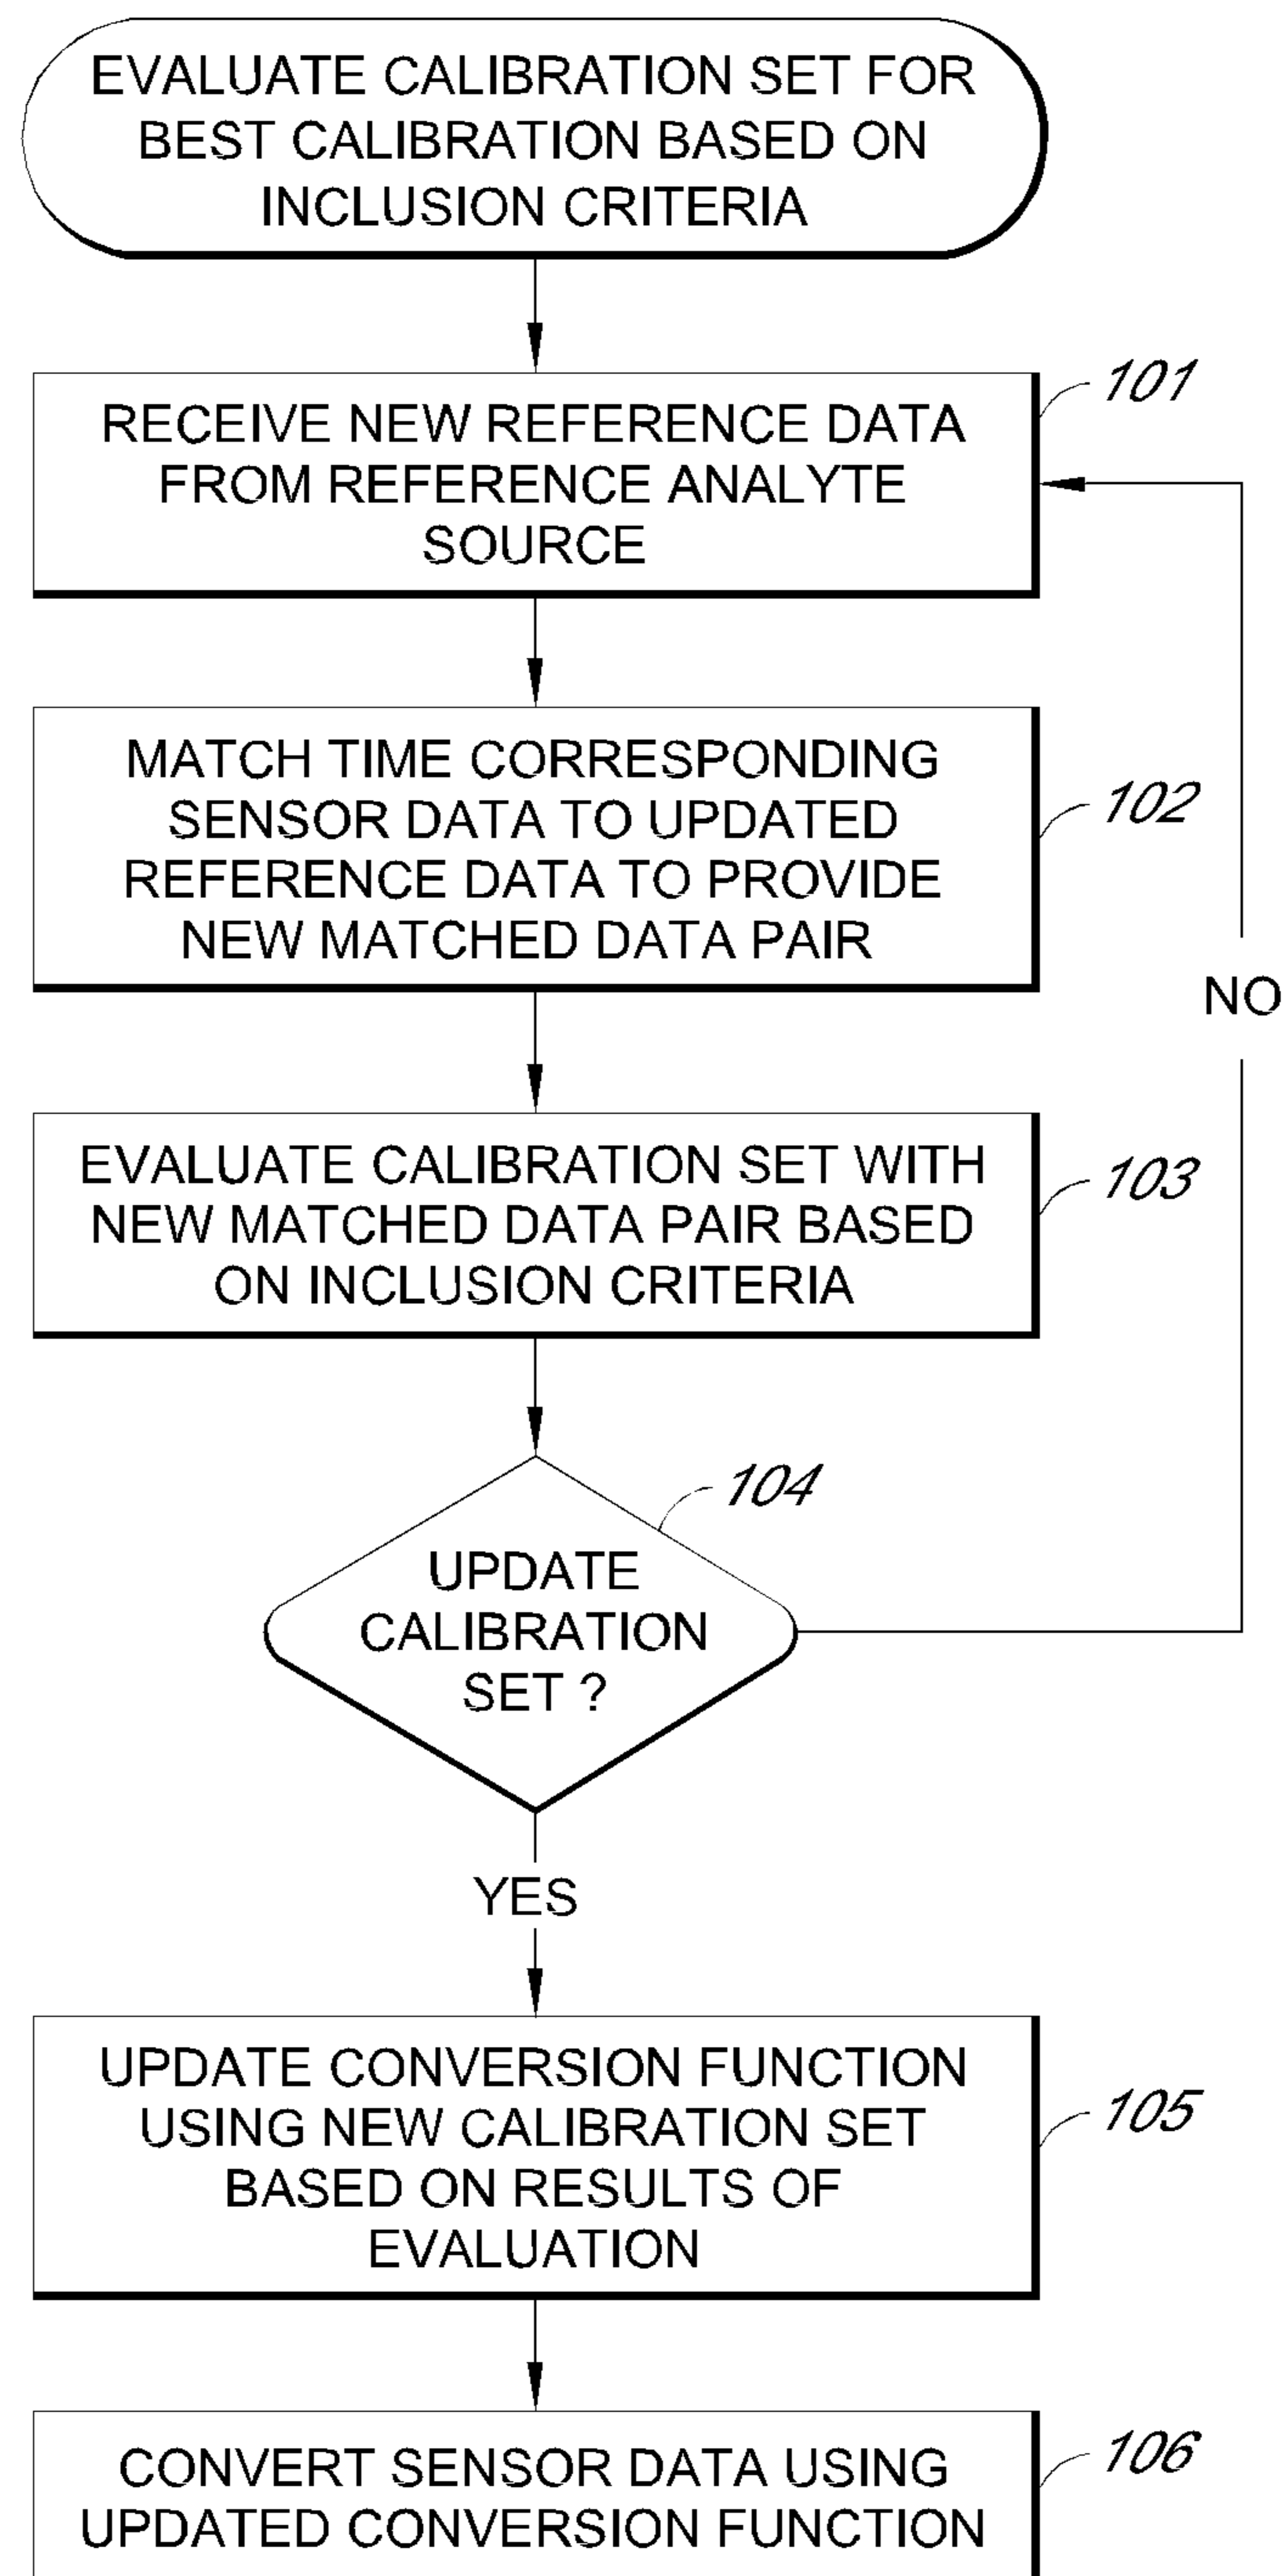 EVALUATE CALIBRATION SET FOR
BEST CALIBRATION BASED ON
INCLUSION CRITERIA
101
RECEIVE NEW REFERENCE DATA
FROM REFERENCE ANALYTE
SOURCE
102
MATCH TIME CORRESPONDING
SENSOR DATA TO UPDATED
REFERENCE DATA TO PROVIDE
NEW MATCHED DATA PAIR
NO
103
EVALUATE CALIBRATION SET WITH
NEW MATCHED DATA PAIR BASED
ON INCLUSION CRITERIA
104
UPDATE
CALIBRATION
SET ?
YES
105
UPDATE CONVERSION FUNCTION
USING NEW CALIBRATION SET
BASED ON RESULTS OF
EVALUATION
106
CONVERT SENSOR DATA USING
UPDATED CONVERSION FUNCTION